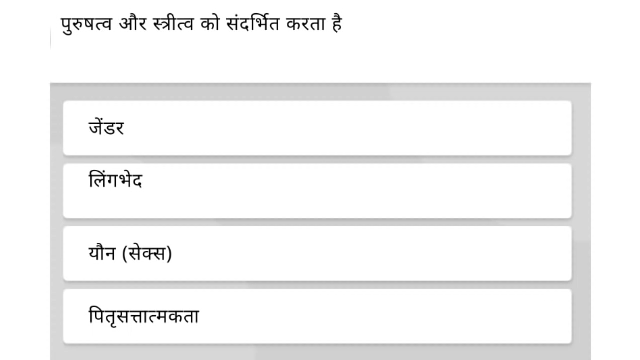 पुरुषत्व और स्त्रीत्व को संदर्भित करता है
जेंडर
लिंगभेद
यौन (सेक्स)
पितृसत्तात्मकता